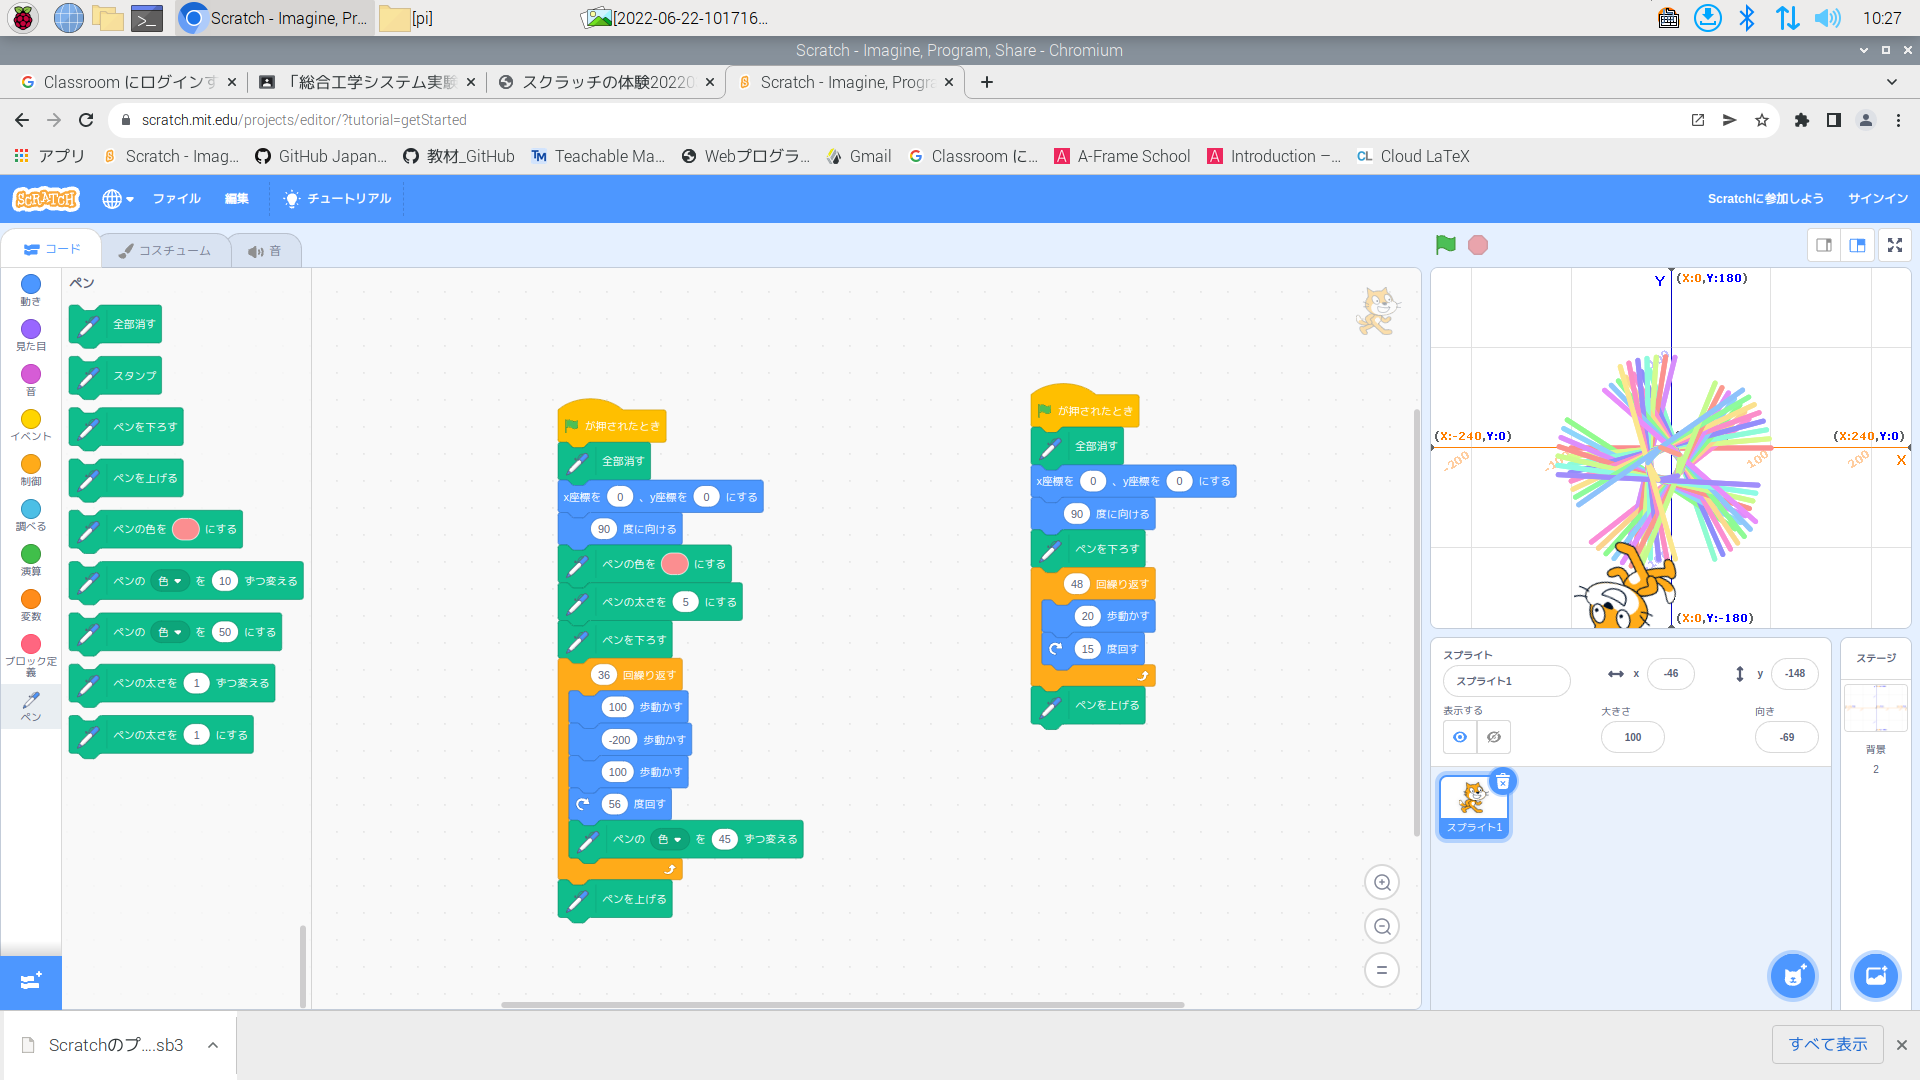 Scratch - Imagine, Pr...
[pi]
[2022-06-22-101716...
10:27
Scratch - Imagine, Program, Share - Chromium
Classroom にログインす
「総合工学システム実験
スクラッチの体験20220
Scratch - Imagine, Progra
scratch.mit.edu/projects/editor/?tutorial=getStarted
アプリ
Scratch - Imag...
GitHub Japan...
教材_GitHub
Teachable Ma...
Webプログラ...
Gmail
Classroom に...
A-Frame School
Introduction –...
Cloud LaTeX
SCRATCH
ファイル
編集
チュートリアル
Scratchに参加しよう
サインイン
コード
コスチューム
音
動き
見た目
音
イベント
制御
調べる
演算
変数
ブロック定義
ペン
ペン
全部消す
スタンプ
ペンを下ろす
ペンを上げる
ペンの色を にする
ペンの 色 を 10 ずつ変える
ペンの 色 を 50 にする
ペンの太さを 1 ずつ変える
ペンの太さを 1 にする
が押されたとき
全部消す
x座標を 0 、y座標を 0 にする
90 度に向ける
ペンの色を にする
ペンの太さを 5 にする
ペンを下ろす
36 回繰り返す
100 歩動かす
-200 歩動かす
100 歩動かす
56 度回す
ペンの 色 を 45 ずつ変える
ペンを上げる
が押されたとき
全部消す
x座標を 0 、y座標を 0 にする
90 度に向ける
ペンを下ろす
48 回繰り返す
20 歩動かす
15 度回す
ペンを上げる
Y (X:0,Y:180)
(X:-240,Y:0)
(X:240,Y:0)
-200
100
200
X
(X:0,Y:-180)
スプライト
スプライト1
x -46
y -148
表示する
大きさ
100
向き
-69
スプライト1
ステージ
背景
2
Scratchのプ....sb3
すべて表示